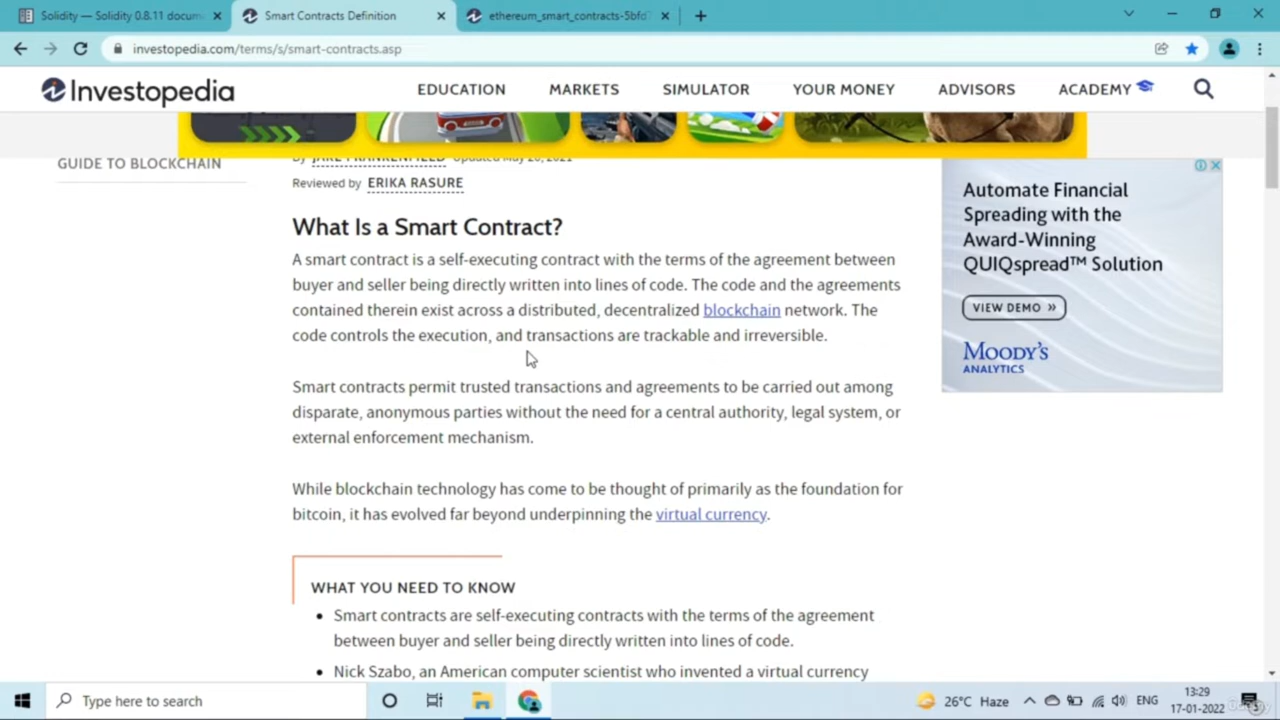 Solidity — Solidity 0.8.11 docum
Smart Contracts Definition
ethereum_smart_contracts-5bfd
investopedia.com/terms/s/smart-contracts.asp
Investopedia
EDUCATION
MARKETS
SIMULATOR
YOUR MONEY
ADVISORS
ACADEMY
GUIDE TO BLOCKCHAIN
By JAKE FRANKENFIELD Updated May 26, 2021
Reviewed by ERIKA RASURE
What Is a Smart Contract?
A smart contract is a self-executing contract with the terms of the agreement between
buyer and seller being directly written into lines of code. The code and the agreements
contained therein exist across a distributed, decentralized blockchain network. The
code controls the execution, and transactions are trackable and irreversible.
Smart contracts permit trusted transactions and agreements to be carried out among
disparate, anonymous parties without the need for a central authority, legal system, or
external enforcement mechanism.
While blockchain technology has come to be thought of primarily as the foundation for
bitcoin, it has evolved far beyond underpinning the virtual currency.
WHAT YOU NEED TO KNOW
• Smart contracts are self-executing contracts with the terms of the agreement
between buyer and seller being directly written into lines of code.
• Nick Szabo, an American computer scientist who invented a virtual currency
Automate Financial
Spreading with the
Award-Winning
QUIQspread™ Solution
VIEW DEMO »
MOODY'S
ANALYTICS
Type here to search
26°C Haze
ENG
13:29
17-01-2022